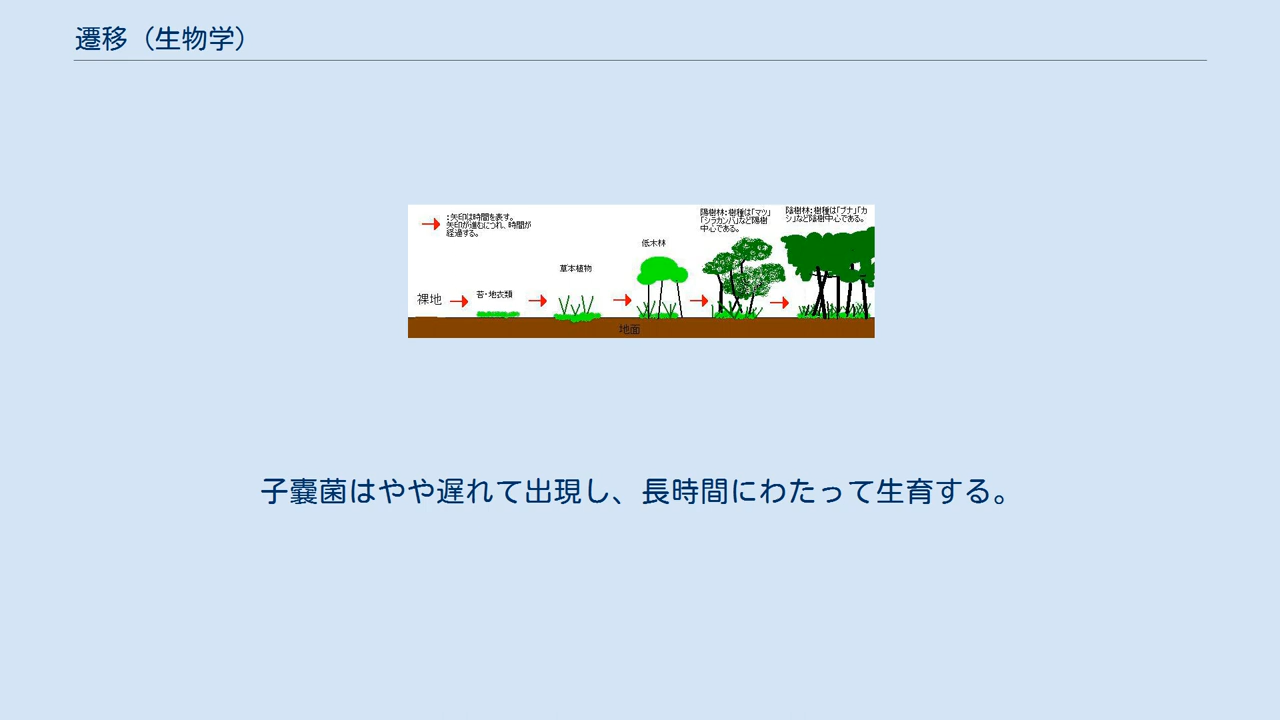 遷移（生物学）
：矢印は時間を表す。
矢印が進むにつれ、時間が
経過する。
裸地
苔・地衣類
草本植物
低木林
陽樹林：樹種は「マツ」
「シラカンバ」など陽樹
中心である。
陰樹林：樹種は「ブナ」「カ
シ」など陰樹中心である。
地面
子嚢菌はやや遅れて出現し、長時間にわたって生育する。